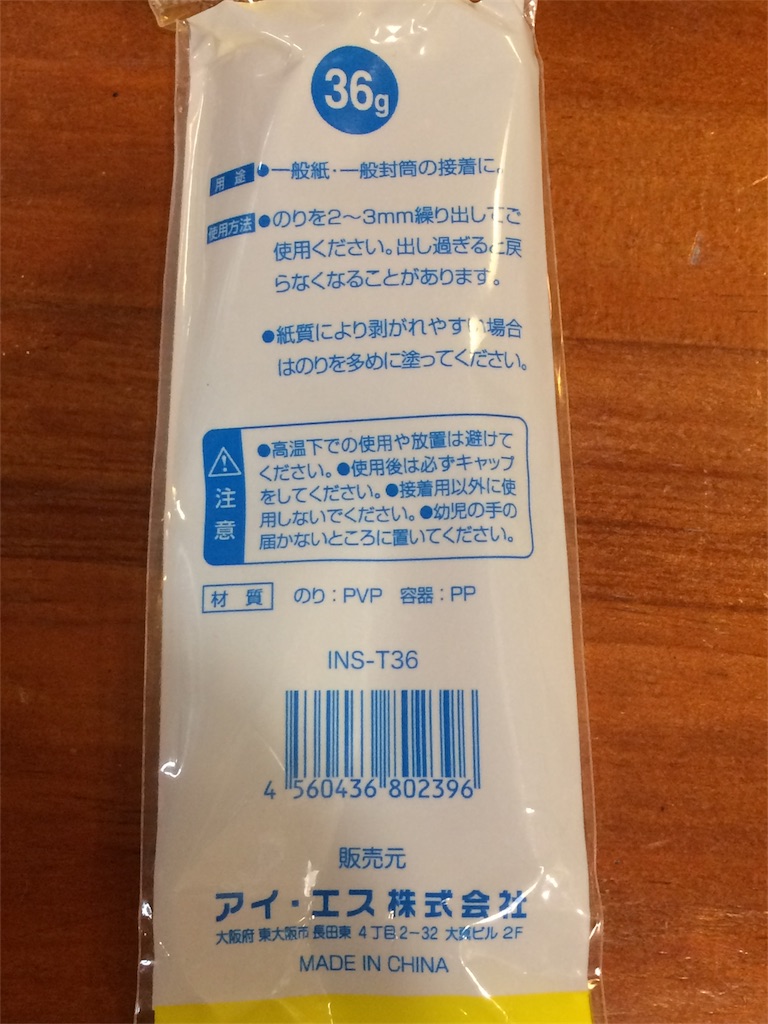 36g
用途 ●一般紙・一般封筒の接着に。
使用方法 ●のりを2～3mm繰り出してご
使用ください。出し過ぎると戻
らなくなることがあります。
●紙質により剥がれやすい場合
はのりを多めに塗ってください。
注意
●高温下での使用や放置は避けて
ください。●使用後は必ずキャップ
をしてください。●接着用以外に使
用しないでください。●幼児の手の
届かないところに置いてください。
材質 のり：PVP 容器：PP
INS-T36
4 560436 802396
販売元
アイ・エス株式会社
大阪府東大阪市長田東4丁目2-32 大興ビル2F
MADE IN CHINA